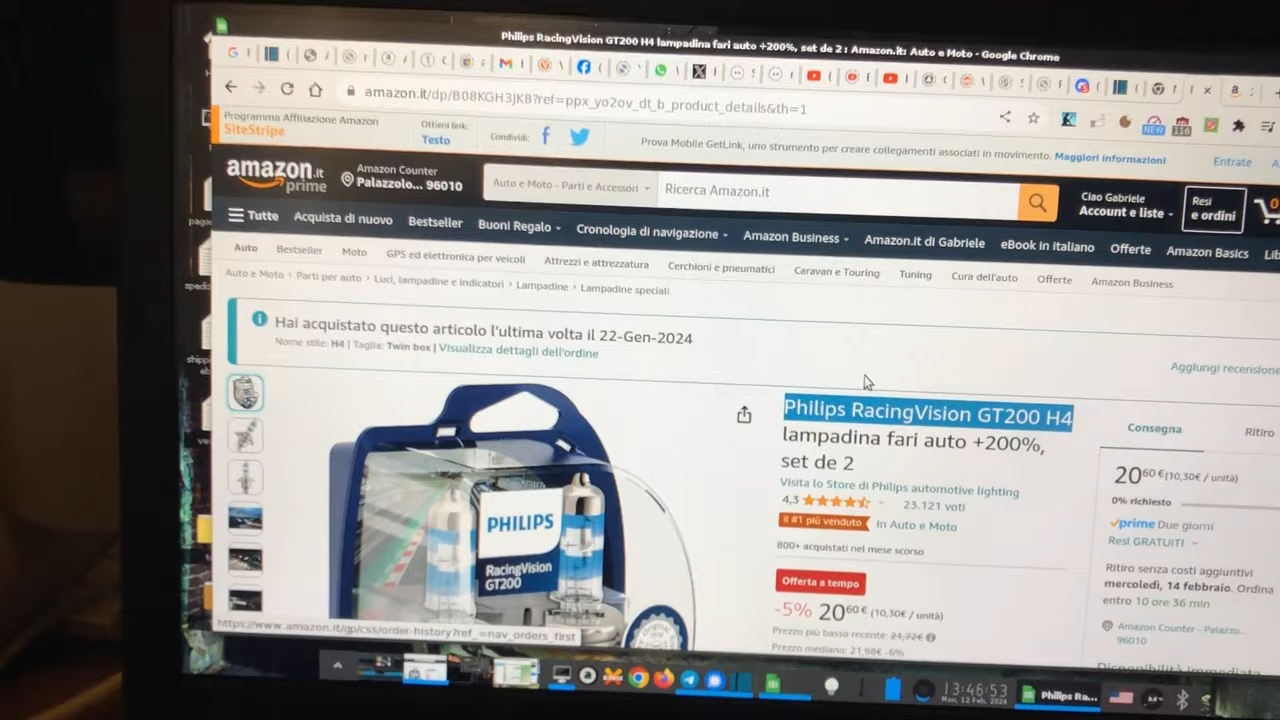 Philips RacingVision GT200 H4 lampadina fari auto +200%, set de 2 : Amazon.it: Auto e Moto - Google Chrome
amazon.it/dp/B08KGH3JKB?ref=ppx_yo2ov_dt_b_product_details&th=1
NEW
116
Programma Affiliazione Amazon
SiteStripe
Ottieni link:
Testo
Condividi:
Prova Mobile GetLink, uno strumento per creare collegamenti associati in movimento. Maggiori informazioni
Entrate
amazon.it
prime
Amazon Counter
Palazzolo... 96010
Auto e Moto - Parti e Accessori
Ricerca Amazon.it
Ciao Gabriele
Account e liste
Resi
e ordini
0
Tutte
Acquista di nuovo
Bestseller
Buoni Regalo
Cronologia di navigazione
Amazon Business
Amazon.it di Gabriele
eBook in italiano
Offerte
Amazon Basics
Auto
Bestseller
Moto
GPS ed elettronica per veicoli
Attrezzi e attrezzatura
Cerchioni e pneumatici
Caravan e Touring
Tuning
Cura dell'auto
Offerte
Amazon Business
Auto e Moto › Parti per auto › Luci, lampadine e indicatori › Lampadine › Lampadine speciali
Hai acquistato questo articolo l'ultima volta il 22-Gen-2024
Nome stile: H4 | Taglia: Twin box | Visualizza dettagli dell'ordine
Aggiungi recensione
Philips RacingVision GT200 H4
lampadina fari auto +200%,
set de 2
Visita lo Store di Philips automotive lighting
4,3
23.121 voti
il #1 più venduto
In Auto e Moto
800+ acquistati nel mese scorso
Offerta a tempo
-5% 20,60 € (10,30€ / unità)
Prezzo più basso recente: 21,72€
Prezzo mediano: 21,98€ -6%
PHILIPS
RacingVision
GT200
Consegna
Ritiro
20,60 € (10,30€ / unità)
0% richiesto
prime Due giorni
Resi GRATUITI
Ritiro senza costi aggiuntivi
mercoledì, 14 febbraio. Ordina
entro 10 ore 36 min
Amazon Counter - Palazzo...
96010
Disponibilità immediata
https://www.amazon.it/gp/css/order-history?ref_=nav_orders_first
13:46:53
Mon, 12 Feb, 2024
Philips Ra...